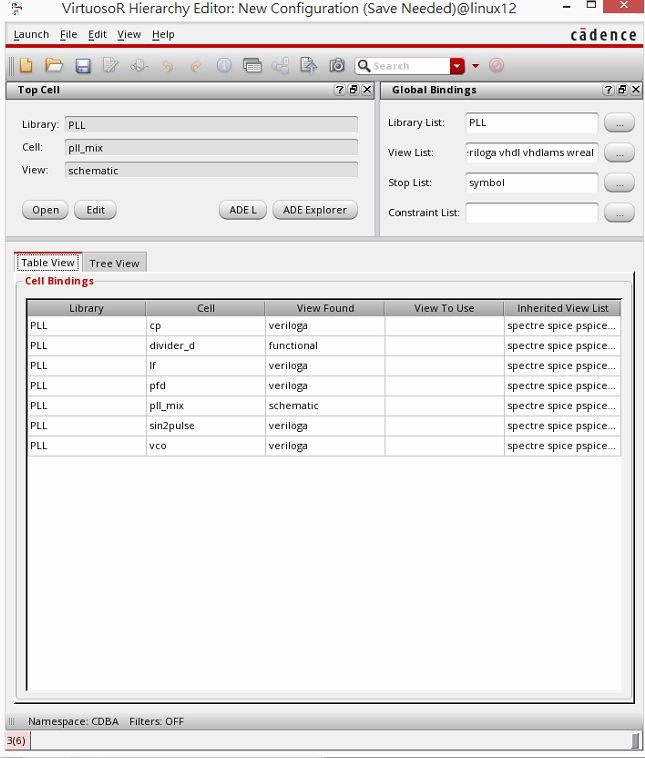 VirtuosoR Hierarchy Editor: New Configuration (Save Needed)@linux12
Launch File Edit View Help cādence
Search
Top Cell ? Global Bindings ?
Library: PLL
Cell: pll_mix
View: schematic
Open Edit ADE L ADE Explorer
Library List: PLL ...
View List: riloga vhdl vhdlams wreal ...
Stop List: symbol ...
Constraint List: ...
Table View Tree View
Cell Bindings
Library Cell View Found View To Use Inherited View List
PLL cp veriloga spectre spice pspice...
PLL divider_d functional spectre spice pspice...
PLL lf veriloga spectre spice pspice...
PLL pfd veriloga spectre spice pspice...
PLL pll_mix schematic spectre spice pspice...
PLL sin2pulse veriloga spectre spice pspice...
PLL vco veriloga spectre spice pspice...
Namespace: CDBA Filters: OFF
3(6)